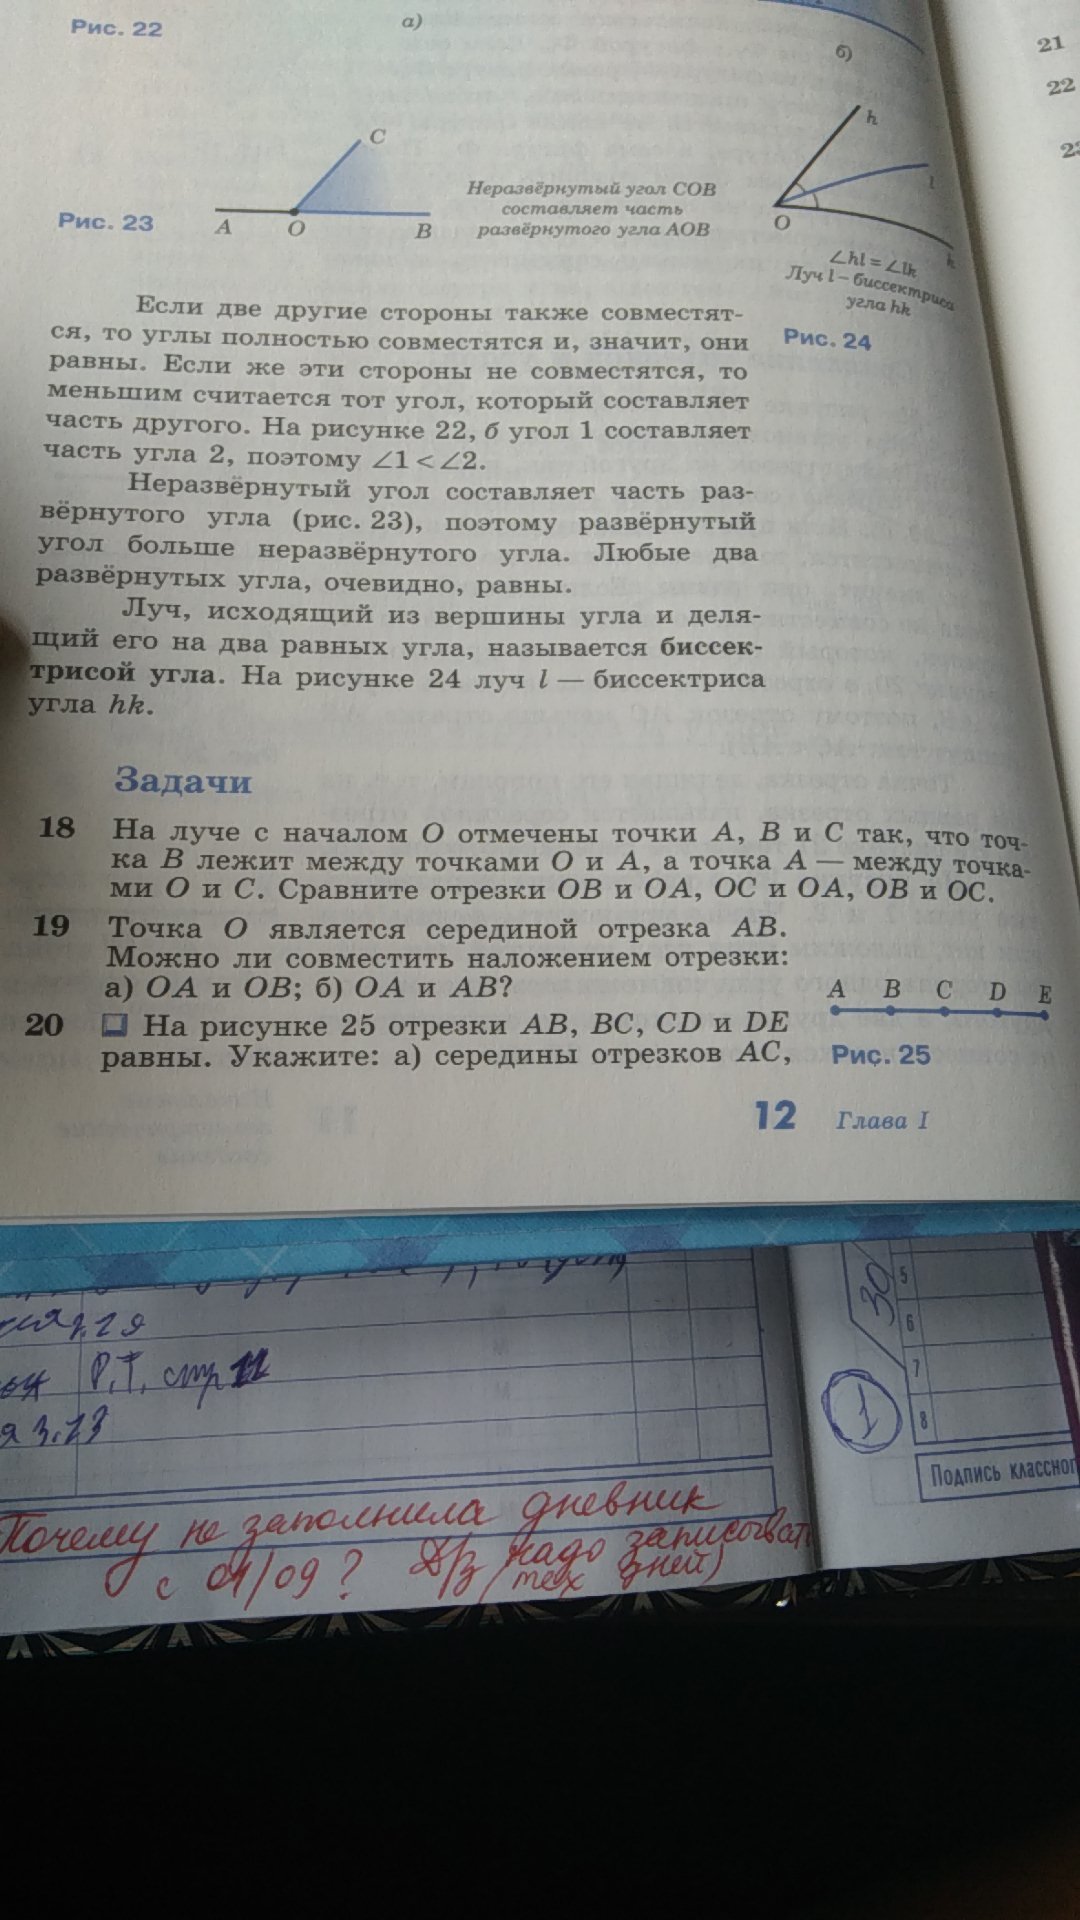 Рис. 22
а)
б)
21
22
C
A
O
B
Рис. 23
Неразвёрнутый угол COB
составляет часть
развёрнутого угла AOB
h
l
O
k
∠hl = ∠lk
Луч l – биссектриса
угла hk
Рис. 24
Если две другие стороны также совместят-
ся, то углы полностью совместятся и, значит, они
равны. Если же эти стороны не совместятся, то
меньшим считается тот угол, который составляет
часть другого. На рисунке 22, б угол 1 составляет
часть угла 2, поэтому ∠1 < ∠2.
Неразвёрнутый угол составляет часть раз-
вёрнутого угла (рис. 23), поэтому развёрнутый
угол больше неразвёрнутого угла. Любые два
развёрнутых угла, очевидно, равны.
Луч, исходящий из вершины угла и деля-
щий его на два равных угла, называется биссек-
трисой угла. На рисунке 24 луч l — биссектриса
угла hk.
Задачи
18 На луче с началом O отмечены точки A, B и C так, что точ-
ка B лежит между точками O и A, а точка A — между точка-
ми O и C. Сравните отрезки OB и OA, OC и OA, OB и OC.
19 Точка O является серединой отрезка AB.
Можно ли совместить наложением отрезки:
а) OA и OB; б) OA и AB?
20 На рисунке 25 отрезки AB, BC, CD и DE
равны. Укажите: а) середины отрезков AC,
A B C D E
Рис. 25
12 Глава I
Р.Т. стр 11
30
5
6
7
8
1
Подпись классног
Почему не заполнила дневник
с 04/09? Д/з надо записывать
(тех дней)